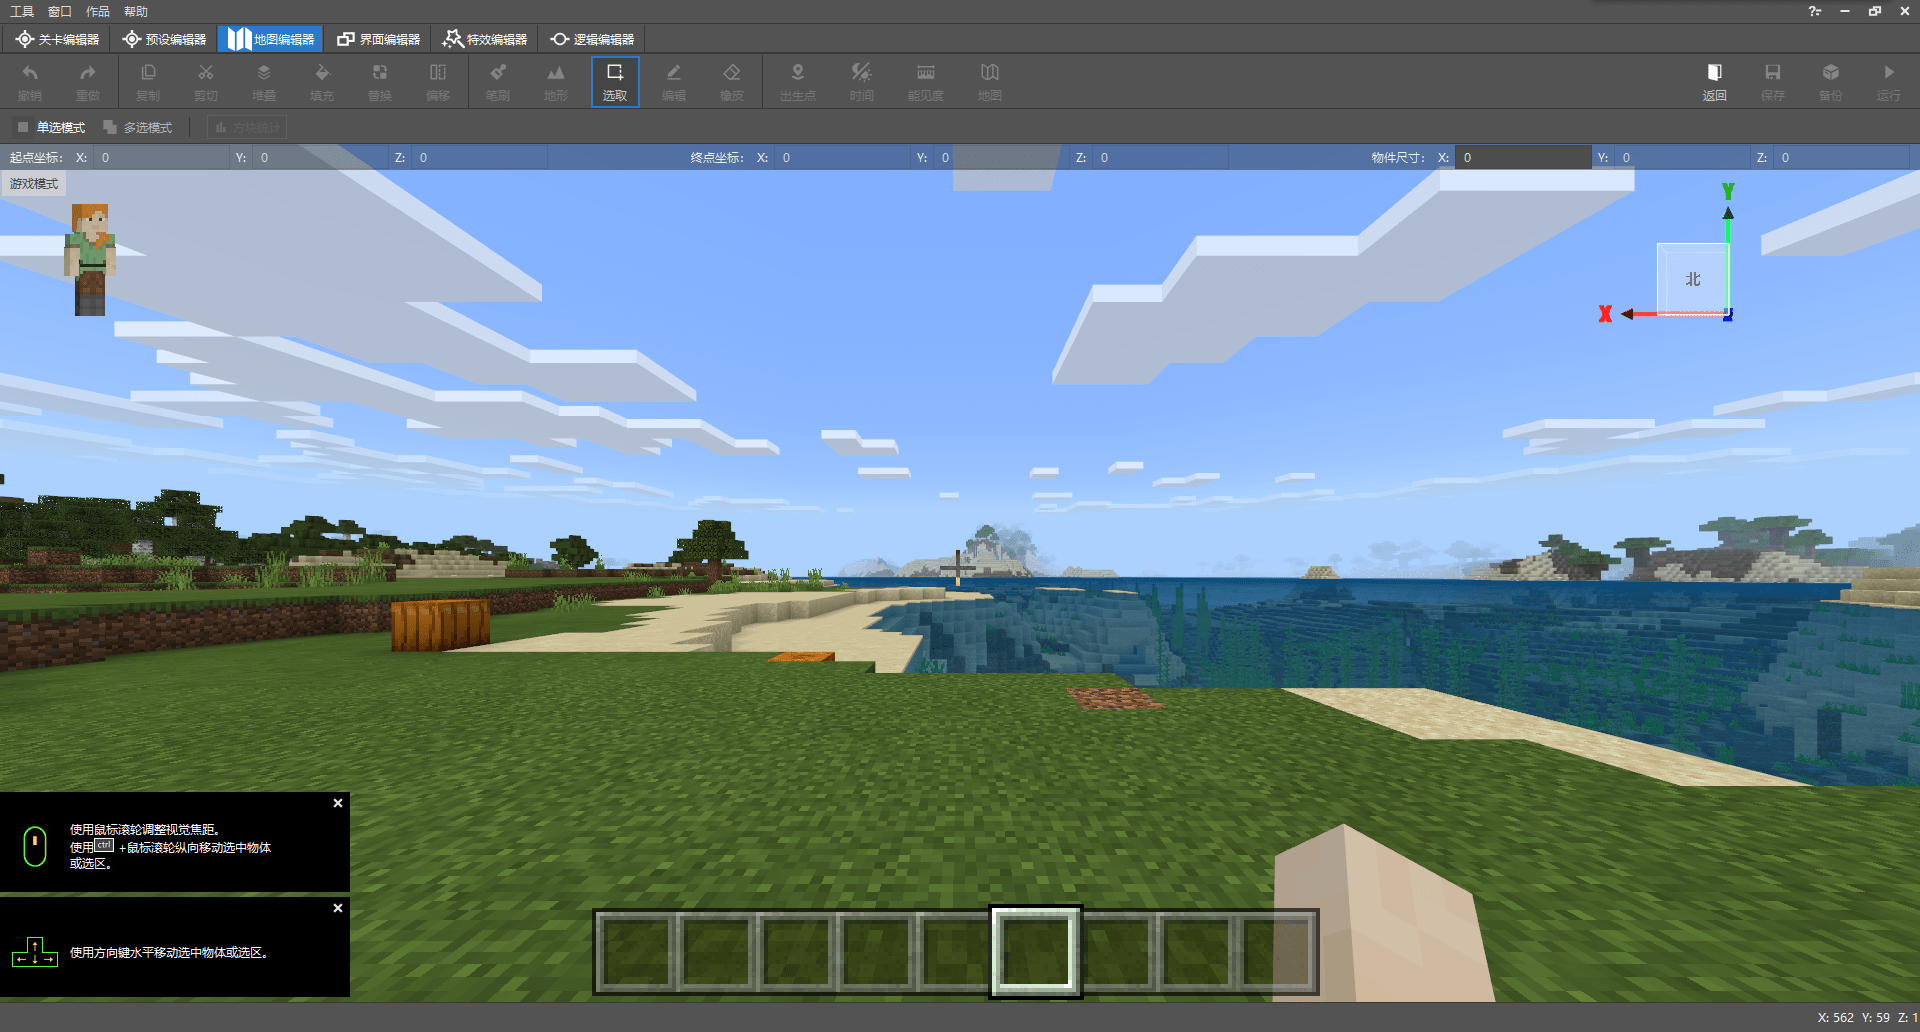 工具 窗口 作品 帮助
关卡编辑器 预设编辑器 地图编辑器 界面编辑器 特效编辑器 逻辑编辑器
撤销 重做 复制 剪切 堆叠 填充 替换 偏移 笔刷 地形 选取 编辑 橡皮 出生点 时间 能见度 地图 返回 保存 备份 运行
单选模式 多选模式 方块统计
起点坐标: X: 0 Y: 0 Z: 0 终点坐标: X: 0 Y: 0 Z: 0 物件尺寸: X: 0 Y: 0 Z: 0
游戏模式
Y
北
X
Z
使用鼠标滚轮调整视觉焦距。
使用ctrl +鼠标滚轮纵向移动选中物体
或选区。
使用方向键水平移动选中物体或选区。
X: 562 Y: 59 Z: 1